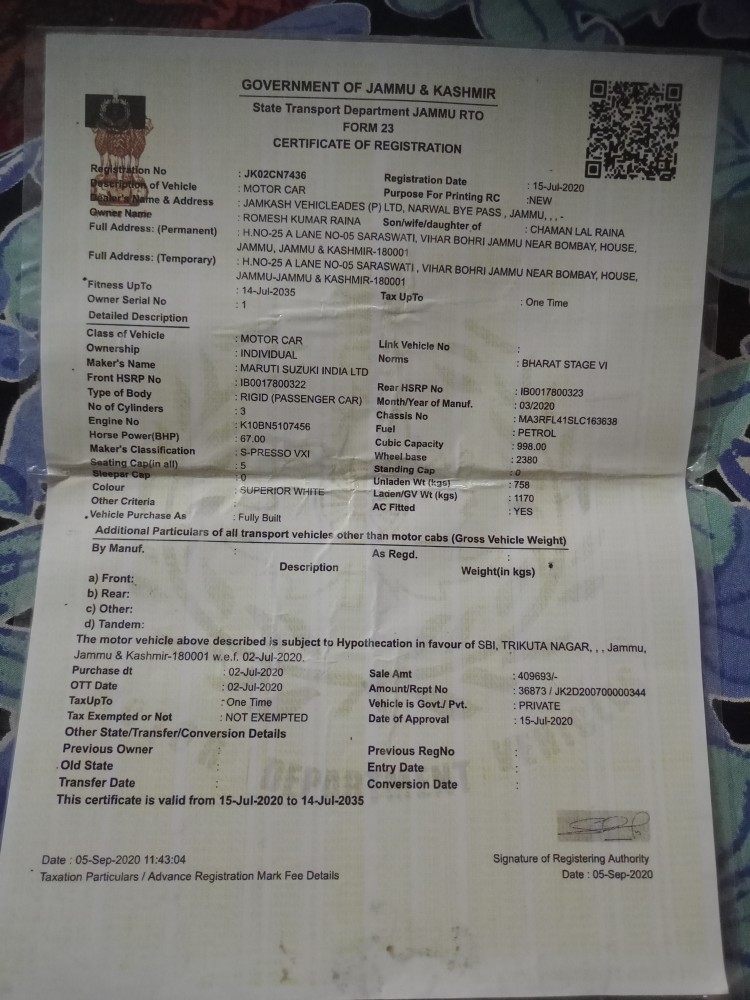 GOVERNMENT OF JAMMU & KASHMIR
State Transport Department JAMMU RTO
FORM 23
CERTIFICATE OF REGISTRATION
Registration No : JK02CN7436 Registration Date : 15-Jul-2020
Description of Vehicle : MOTOR CAR Purpose For Printing RC :NEW
Dealer's Name & Address : JAMKASH VEHICLEADES (P) LTD, NARWAL BYE PASS , JAMMU, , , -
Owner Name : ROMESH KUMAR RAINA Son/wife/daughter of : CHAMAN LAL RAINA
Full Address: (Permanent) : H.NO-25 A LANE NO-05 SARASWATI, VIHAR BOHRI JAMMU NEAR BOMBAY, HOUSE,
JAMMU, JAMMU & KASHMIR-180001
Full Address: (Temporary) : H.NO-25 A LANE NO-05 SARASWATI , VIHAR BOHRI JAMMU NEAR BOMBAY, HOUSE,
JAMMU-JAMMU & KASHMIR-180001
Fitness UpTo : 14-Jul-2035 Tax UpTo : One Time
Owner Serial No : 1
Detailed Description
Class of Vehicle : MOTOR CAR Link Vehicle No :
Ownership : INDIVIDUAL Norms : BHARAT STAGE VI
Maker's Name : MARUTI SUZUKI INDIA LTD
Front HSRP No : IB0017800322 Rear HSRP No : IB0017800323
Type of Body : RIGID (PASSENGER CAR) Month/Year of Manuf. : 03/2020
No of Cylinders : 3 Chassis No : MA3RFL41SLC163638
Engine No : K10BN5107456 Fuel : PETROL
Horse Power(BHP) : 67.00 Cubic Capacity : 998.00
Maker's Classification : S-PRESSO VXI Wheel base : 2380
Seating Cap(in all) : 5 Standing Cap : 0
Sleepar Cap : 0 Unladen Wt (kgs) : 758
Colour : SUPERIOR WHITE Laden/GV Wt (kgs) : 1170
Other Criteria AC Fitted : YES
Vehicle Purchase As : Fully Built
Additional Particulars of all transport vehicles other than motor cabs (Gross Vehicle Weight)
By Manuf. : As Regd. :
Description Weight(in kgs)
a) Front:
b) Rear:
c) Other:
d) Tandem:
The motor vehicle above described is subject to Hypothecation in favour of SBI, TRIKUTA NAGAR, , , Jammu,
Jammu & Kashmir-180001 w.e.f. 02-Jul-2020.
Purchase dt : 02-Jul-2020 Sale Amt : 409693/-
OTT Date : 02-Jul-2020 Amount/Rcpt No : 36873 / JK2D200700000344
TaxUpTo : One Time Vehicle is Govt./ Pvt. : PRIVATE
Tax Exempted or Not : NOT EXEMPTED Date of Approval : 15-Jul-2020
Other State/Transfer/Conversion Details
Previous Owner : Previous RegNo :
Old State : Entry Date :
Transfer Date : Conversion Date :
This certificate is valid from 15-Jul-2020 to 14-Jul-2035
Date : 05-Sep-2020 11:43:04 Signature of Registering Authority
Taxation Particulars / Advance Registration Mark Fee Details Date : 05-Sep-2020